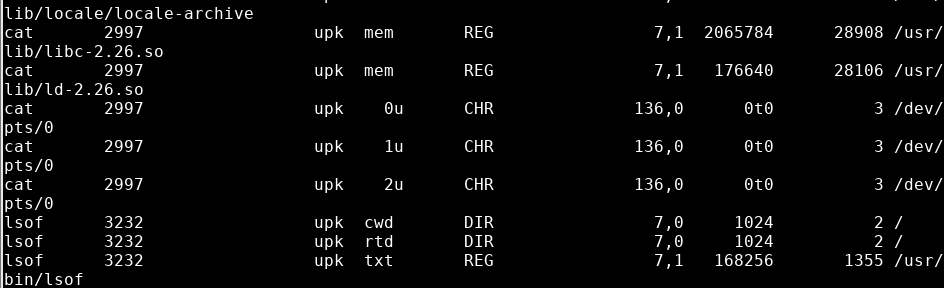 lib/locale/locale-archive
cat       2997                 upk  mem       REG                7,1  2065784      28908 /usr/
lib/libc-2.26.so
cat       2997                 upk  mem       REG                7,1   176640      28106 /usr/
lib/ld-2.26.so
cat       2997                 upk    0u      CHR              136,0      0t0          3 /dev/
pts/0
cat       2997                 upk    1u      CHR              136,0      0t0          3 /dev/
pts/0
cat       2997                 upk    2u      CHR              136,0      0t0          3 /dev/
pts/0
lsof      3232                 upk  cwd       DIR                7,0     1024          2 /
lsof      3232                 upk  rtd       DIR                7,0     1024          2 /
lsof      3232                 upk  txt       REG                7,1   168256       1355 /usr/
bin/lsof